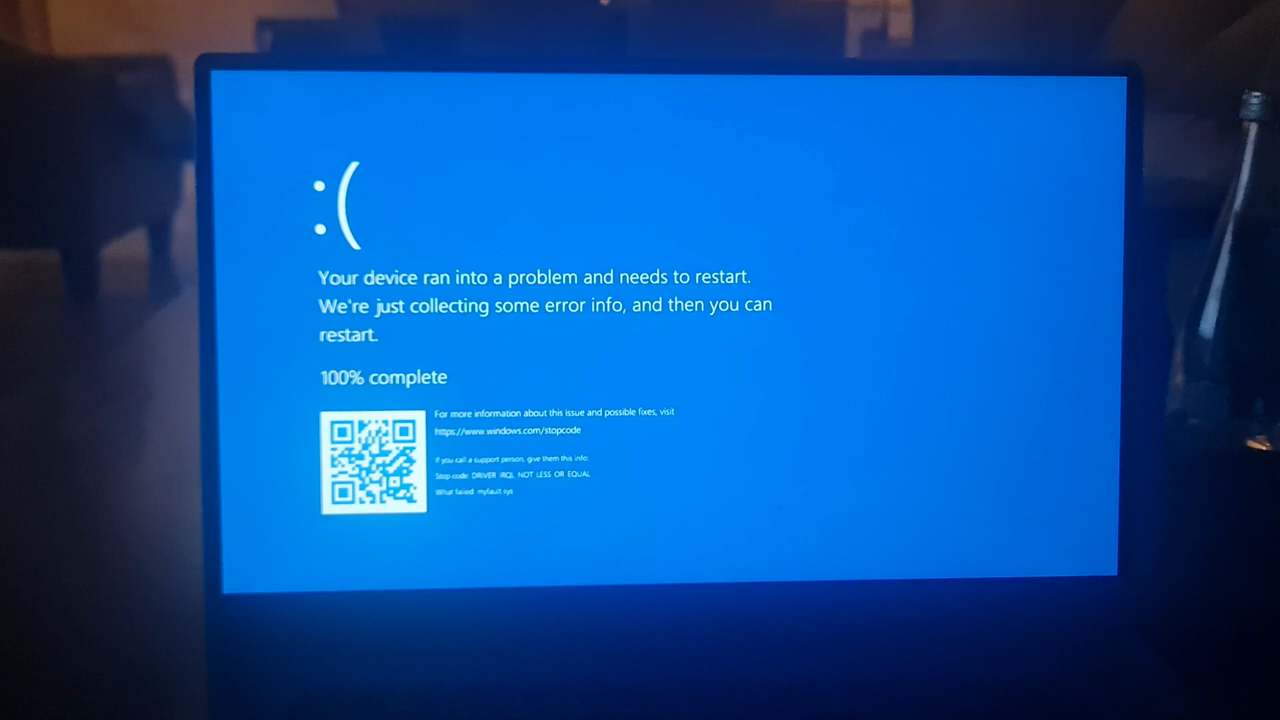 :(
Your device ran into a problem and needs to restart.
We're just collecting some error info, and then you can
restart.
100% complete
For more information about this issue and possible fixes, visit
https://www.windows.com/stopcode
If you call a support person, give them this info:
Stop code: DRIVER IRQL NOT LESS OR EQUAL
What failed: myfault.sys